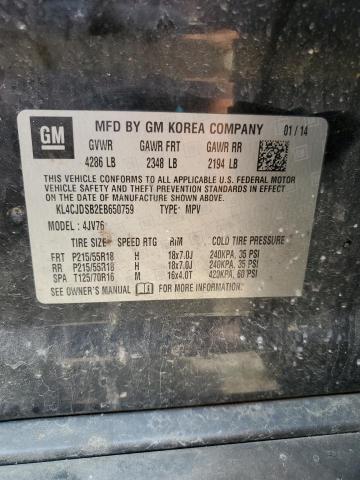 GM
MFD BY GM KOREA COMPANY 01 / 14
GVWR GAWR FRT GAWR RR
4286 LB 2348 LB 2194 LB
THIS VEHICLE CONFORMS TO ALL APPLICABLE U.S. FEDERAL MOTOR
VEHICLE SAFETY, BUMPER, AND THEFT PREVENTION STANDARDS IN
EFFECT ON THE DATE OF MANUFACTURE SHOWN ABOVE.
KL4CJDSB2EB650759 TYPE: MPV
MODEL : 4JV76
TIRE SIZE SPEED RTG RIM COLD TIRE PRESSURE
FRT P215/55R18 H 18x7.0J 240KPA, 35 PSI
RR P215/55R18 H 18x7.0J 240KPA, 35 PSI
SPA T125/70R16 M 16x4.0T 420KPA, 60 PSI
SEE OWNER'S MANUAL FOR MORE INFORMATION.